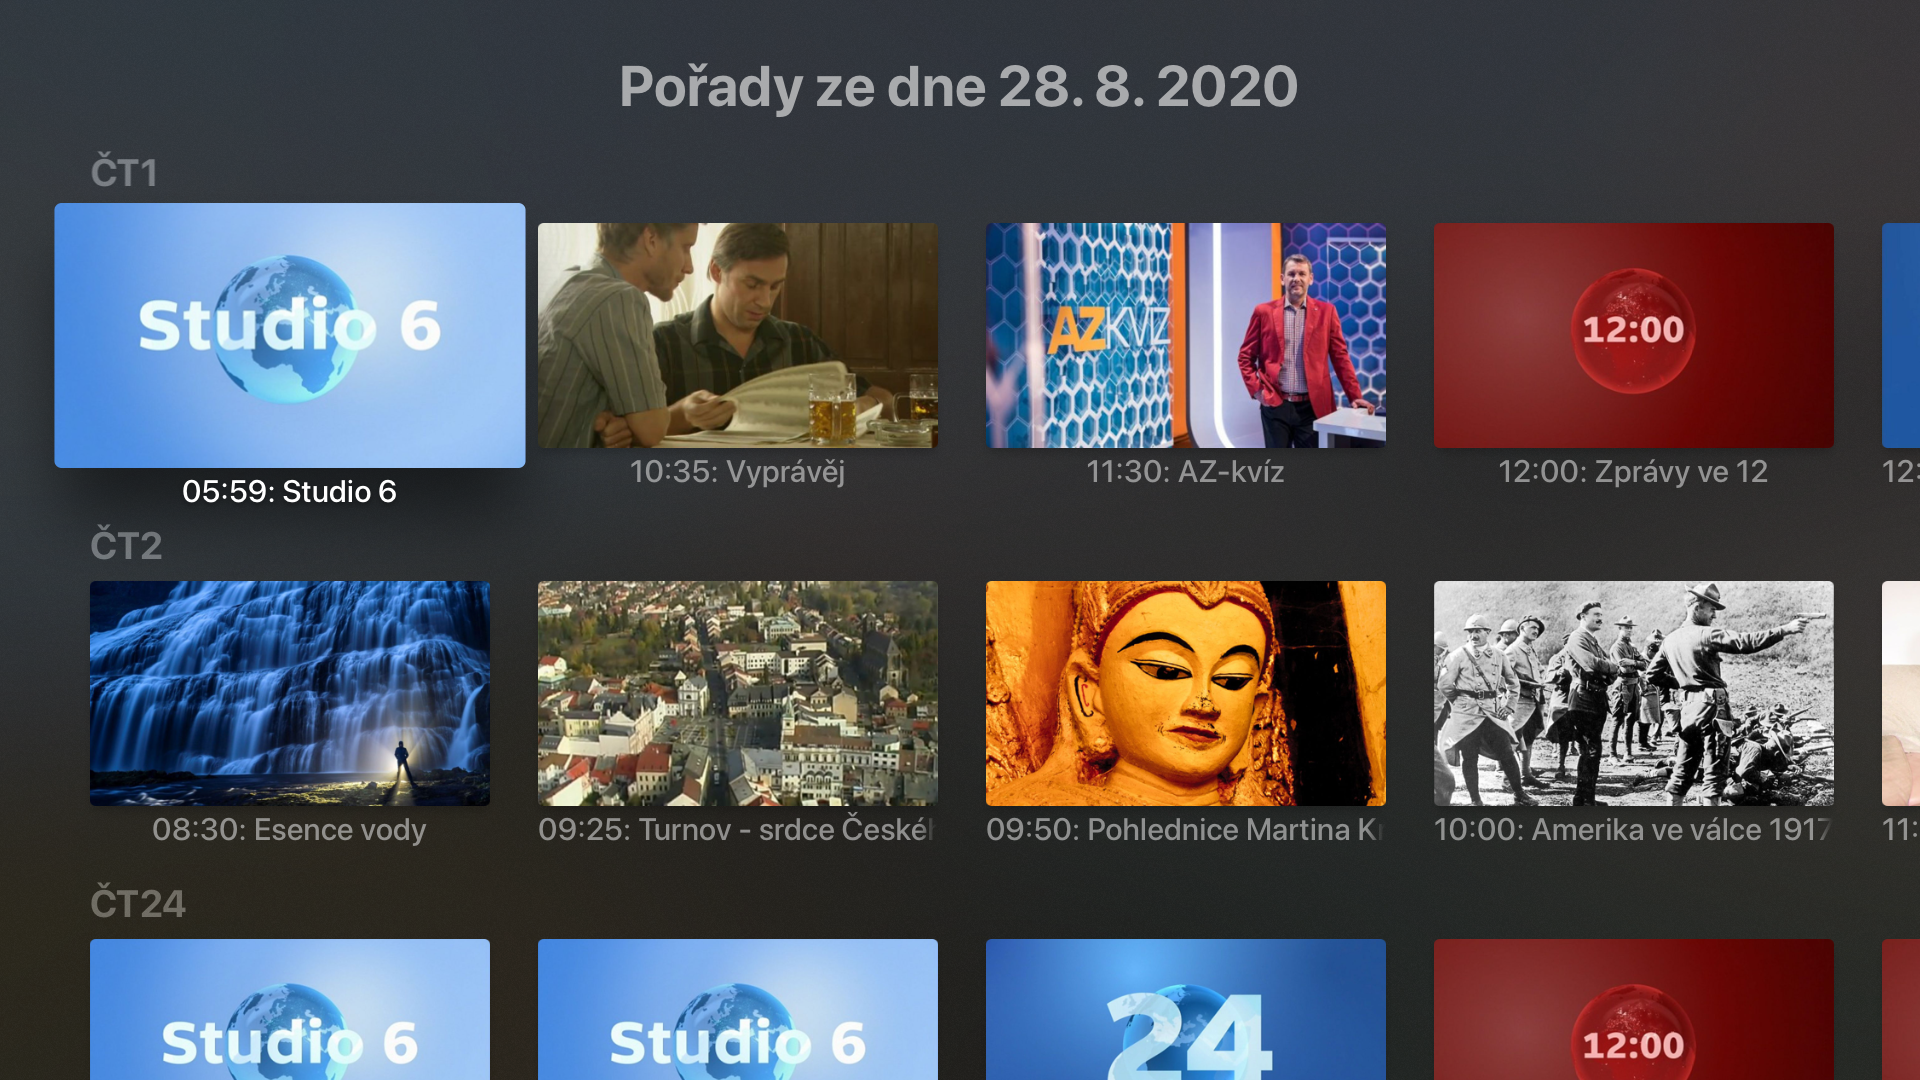 Pořady ze dne 28. 8. 2020
ČT1
Studio 6
AZ KVÍZ
12:00
05:59: Studio 6
10:35: Vyprávěj
11:30: AZ-kvíz
12:00: Zprávy ve 12
12:
ČT2
08:30: Esence vody
09:25: Turnov - srdce Českéh
09:50: Pohlednice Martina K
10:00: Amerika ve válce 1917
11:
ČT24
Studio 6
Studio 6
24
12:00